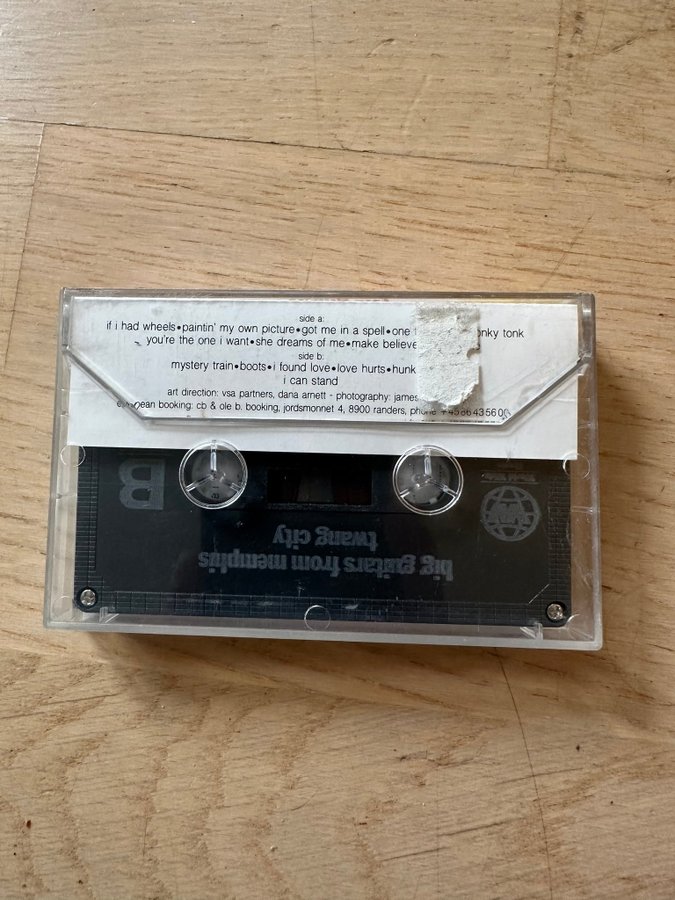 side a:
if i had wheels•paintin' my own picture•got me in a spell•one onky tonk
you're the one i want•she dreams of me•make believe
side b:
mystery train•boots•i found love•love hurts•hunk
i can stand
art direction: vsa partners, dana arnett - photography: james
european booking: cb & ole b. booking, jordsmonnet 4, 8900 randers, phone +4586435600
B
big guitars from memphis
twang city